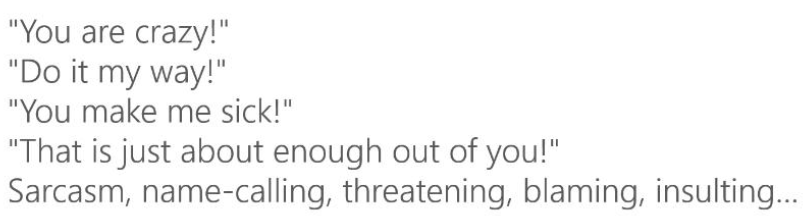 "You are crazy!"
"Do it my way!"
"You make me sick!"
"That is just about enough out of you!"
Sarcasm, name-calling, threatening, blaming, insulting...